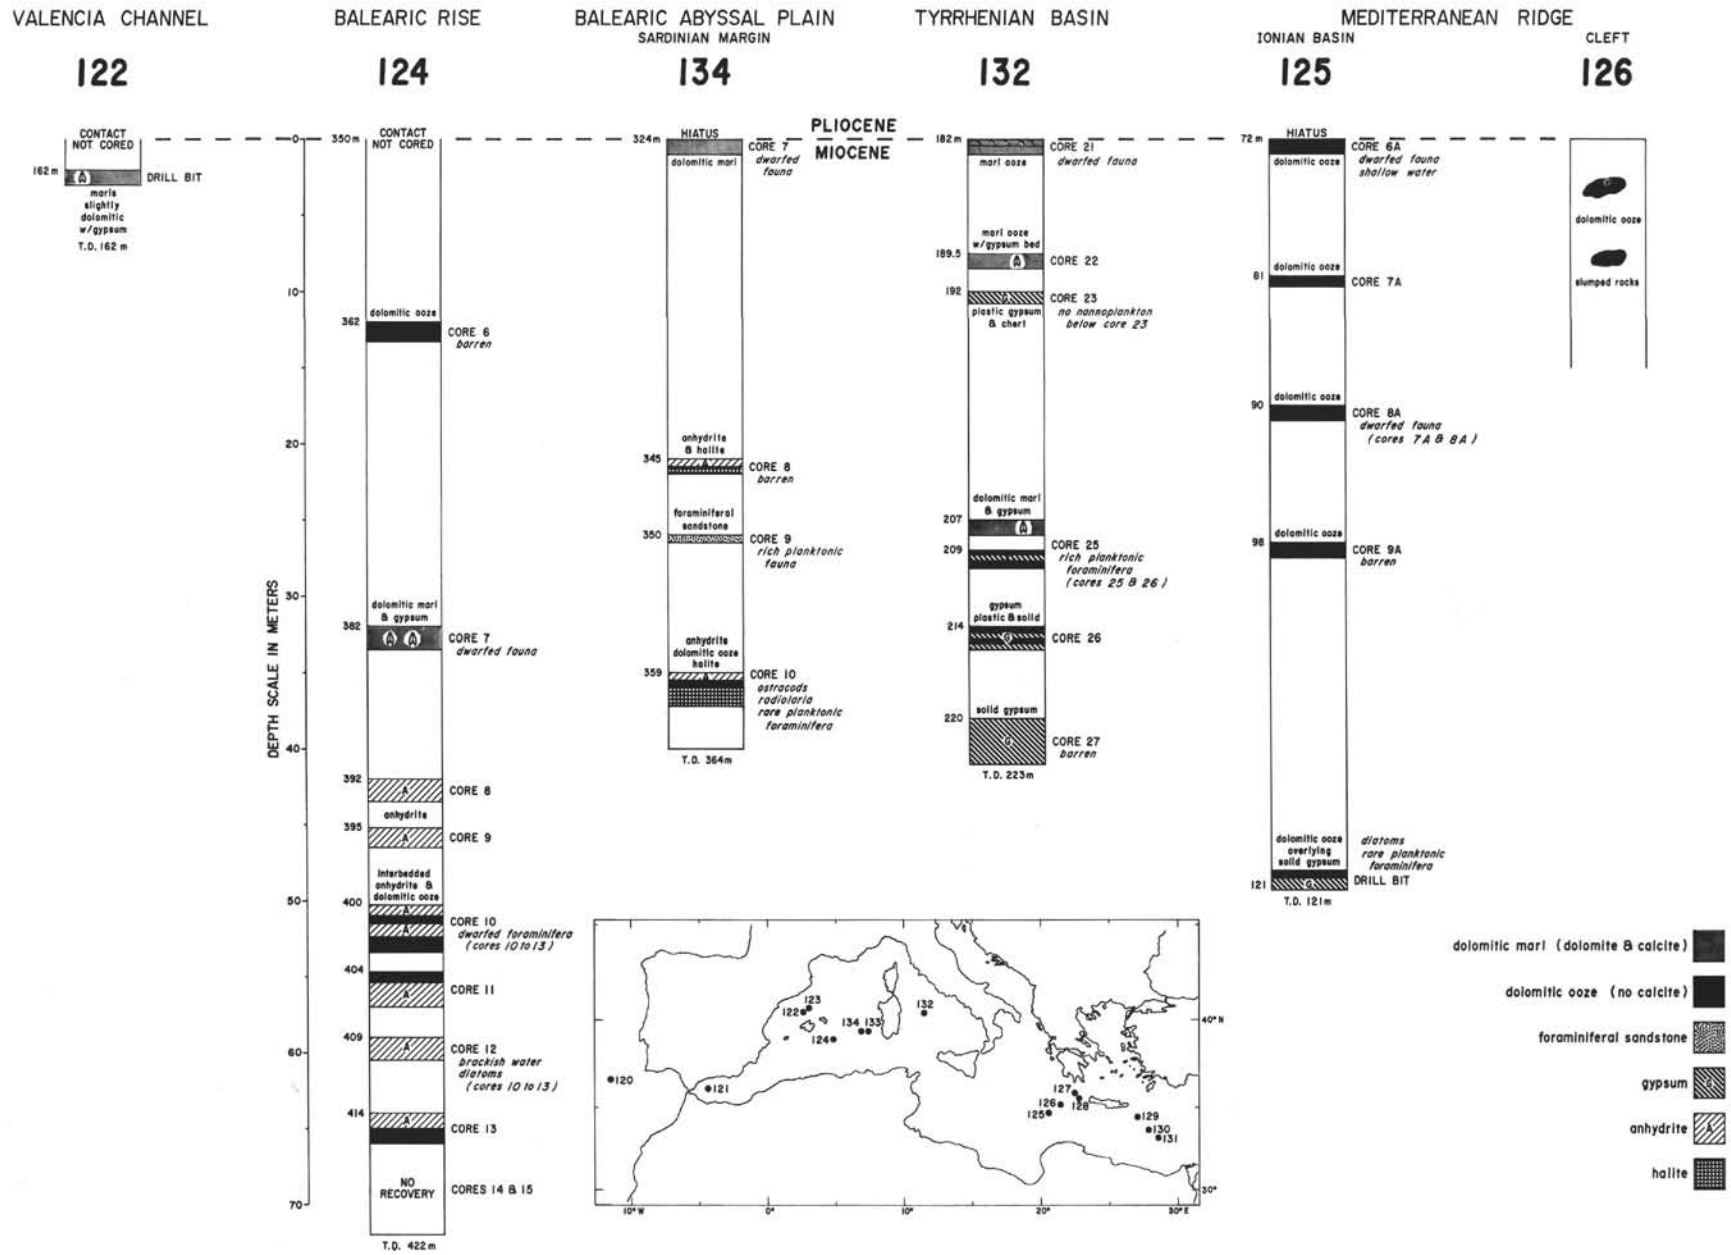 VALENCIA CHANNEL
122
CONTACT
NOT CORED
162 m
DRILL BIT
marls
slightly
dolomitic
w/gypsum
T.D. 162 m
DEPTH SCALE IN METERS
0
10
20
30
40
50
60
70
BALEARIC RISE
124
350m
CONTACT
NOT CORED
dolomitic ooze
362
CORE 6
barren
dolomitic marl
& gypsum
382
CORE 7
dwarfed fauna
392
A
CORE 8
anhydrite
395
A
CORE 9
Interbedded
anhydrite &
dolomitic ooze
400
A
CORE 10
A
dwarfed foraminifera
(cores 10 to 13)
404
A
CORE 11
409
A
CORE 12
brackish water
diatoms
(cores 10 to 13)
414
A
CORE 13
NO
RECOVERY
CORES 14 & 15
T.D. 422m
BALEARIC ABYSSAL PLAIN
SARDINIAN MARGIN
134
324m
HIATUS
CORE 7
dolomitic marl
dwarfed
fauna
anhydrite
& halite
345
A
CORE 8
barren
foraminiferal
sandstone
350
CORE 9
rich planktonic
fauna
anhydrite
dolomitic ooze
halite
359
A
CORE 10
ostracods
radiolaria
rare planktonic
foraminifera
T.D. 364m
PLIOCENE
MIOCENE
TYRRHENIAN BASIN
132
182m
CORE 21
marl ooze
dwarfed fauna
marl ooze
w/gypsum bed
189.5
CORE 22
192
G
CORE 23
plastic gypsum
& chert
no nannoplankton
below core 23
dolomitic marl
& gypsum
207
209
CORE 25
rich planktonic
foraminifera
(cores 25 & 26)
gypsum
plastic & solid
214
G
CORE 26
solid gypsum
220
G
CORE 27
barren
T.D. 223m
MEDITERRANEAN RIDGE
IONIAN BASIN
125
72m
HIATUS
CORE 6A
dolomitic ooze
dwarfed fauna
shallow water
dolomitic ooze
81
CORE 7A
dolomitic ooze
90
CORE 8A
dwarfed fauna
(cores 7A & 8A)
dolomitic ooze
98
CORE 9A
barren
dolomitic ooze
overlying
solid gypsum
diatoms
rare planktonic
foraminifera
121
G
DRILL BIT
T.D. 121m
CLEFT
126
G
dolomitic ooze
slumped rocks
120
121
122
123
124
134
133
132
127
126
125
128
129
130
131
40°N
30°
10°W
0°
10°
20°
30°E
dolomitic marl (dolomite & calcite)
dolomitic ooze (no calcite)
foraminiferal sandstone
gypsum
G
anhydrite
A
halite